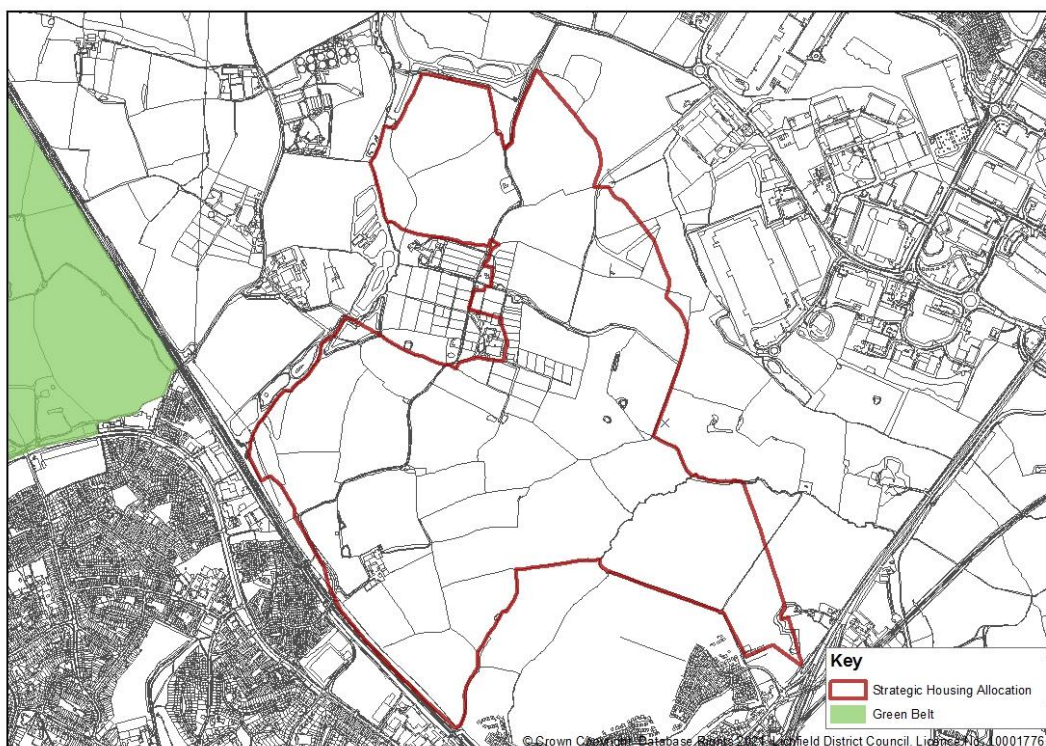 Key
Strategic Housing Allocation
Green Belt
© Crown Copyright Database Rights 2021. Lichfield District Council. Licence No: